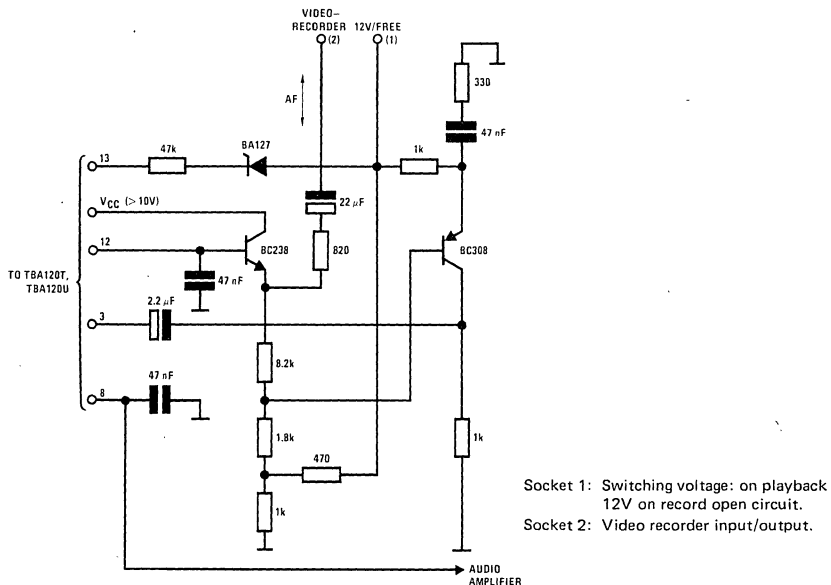 VIDEO-
RECORDER
(2)
12V/FREE
(1)
AF
330
47 nF
BA127
47k
1k
13
VCC (>10V)
22 µF
12
BC238
820
BC308
TO TBA120T,
TBA120U
47 nF
2.2 µF
3
8.2k
47 nF
8
1.8k
1k
470
1k
Socket 1: Switching voltage: on playback
12V on record open circuit.
Socket 2: Video recorder input/output.
AUDIO
AMPLIFIER